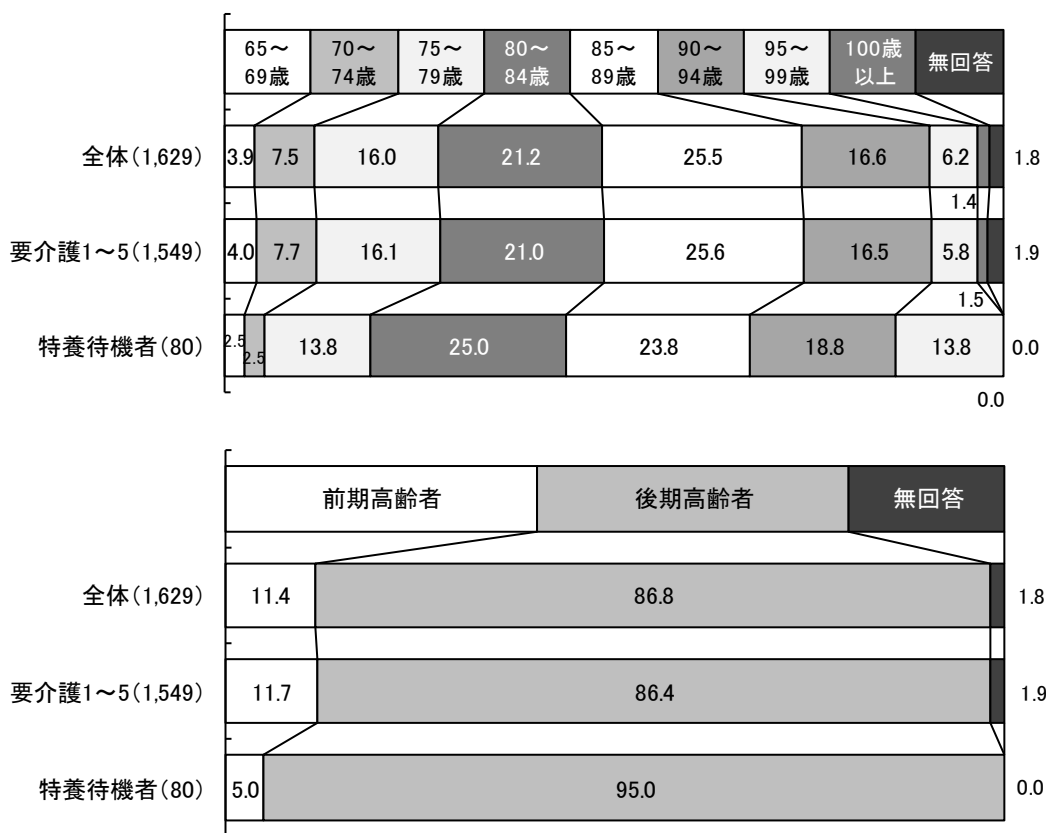 65～ 70～ 75～ 80～ 85～ 90～ 95～ 100歳
69歳 74歳 79歳 84歳 89歳 94歳 99歳 以上 無回答
全体(1,629) 3.9 7.5 16.0 21.2 25.5 16.6 6.2 1.8
1.4
要介護1～5(1,549) 4.0 7.7 16.1 21.0 25.6 16.5 5.8 1.9
1.5
特養待機者(80) 2.5 2.5 13.8 25.0 23.8 18.8 13.8 0.0
0.0
前期高齢者 後期高齢者 無回答
全体(1,629) 11.4 86.8 1.8
要介護1～5(1,549) 11.7 86.4 1.9
特養待機者(80) 5.0 95.0 0.0